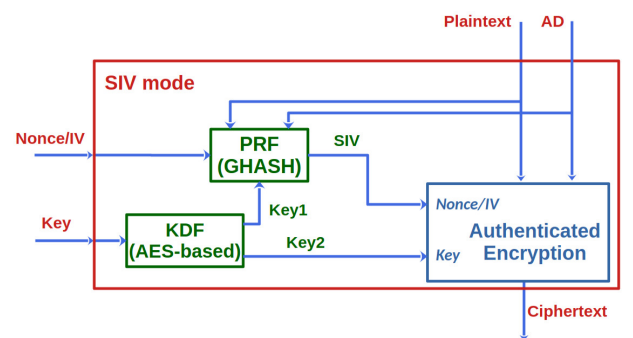 Plaintext
AD
SIV mode
Nonce/IV
PRF
(GHASH)
SIV
Key1
Key
KDF
(AES-based)
Key2
Nonce/IV
Authenticated
Encryption
Key
Ciphertext